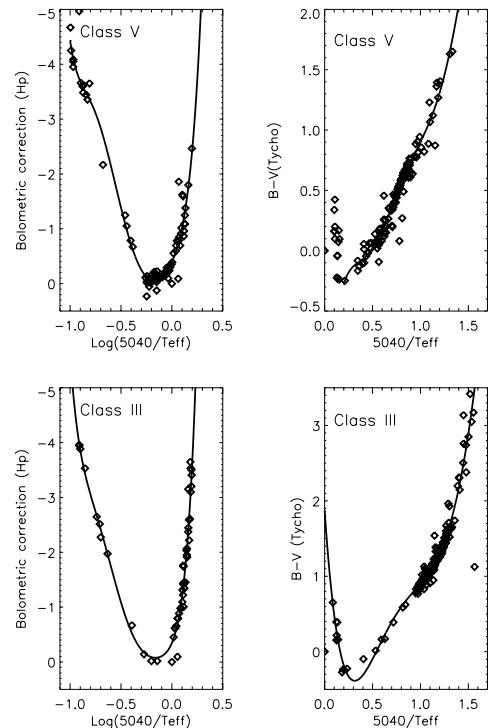 Class V
Bolometric correction (Hp)
-5
-4
-3
-2
-1
0
-1.0 -0.5 0.0 0.5
Log(5040/Teff)
Class V
B-V(Tycho)
2.0
1.5
1.0
0.5
0.0
-0.5
0.0 0.5 1.0 1.5
5040/Teff
Class III
Bolometric correction (Hp)
-5
-4
-3
-2
-1
0
-1.0 -0.5 0.0 0.5
Log(5040/Teff)
Class III
B-V (Tycho)
3
2
1
0
0.0 0.5 1.0 1.5
5040/Teff